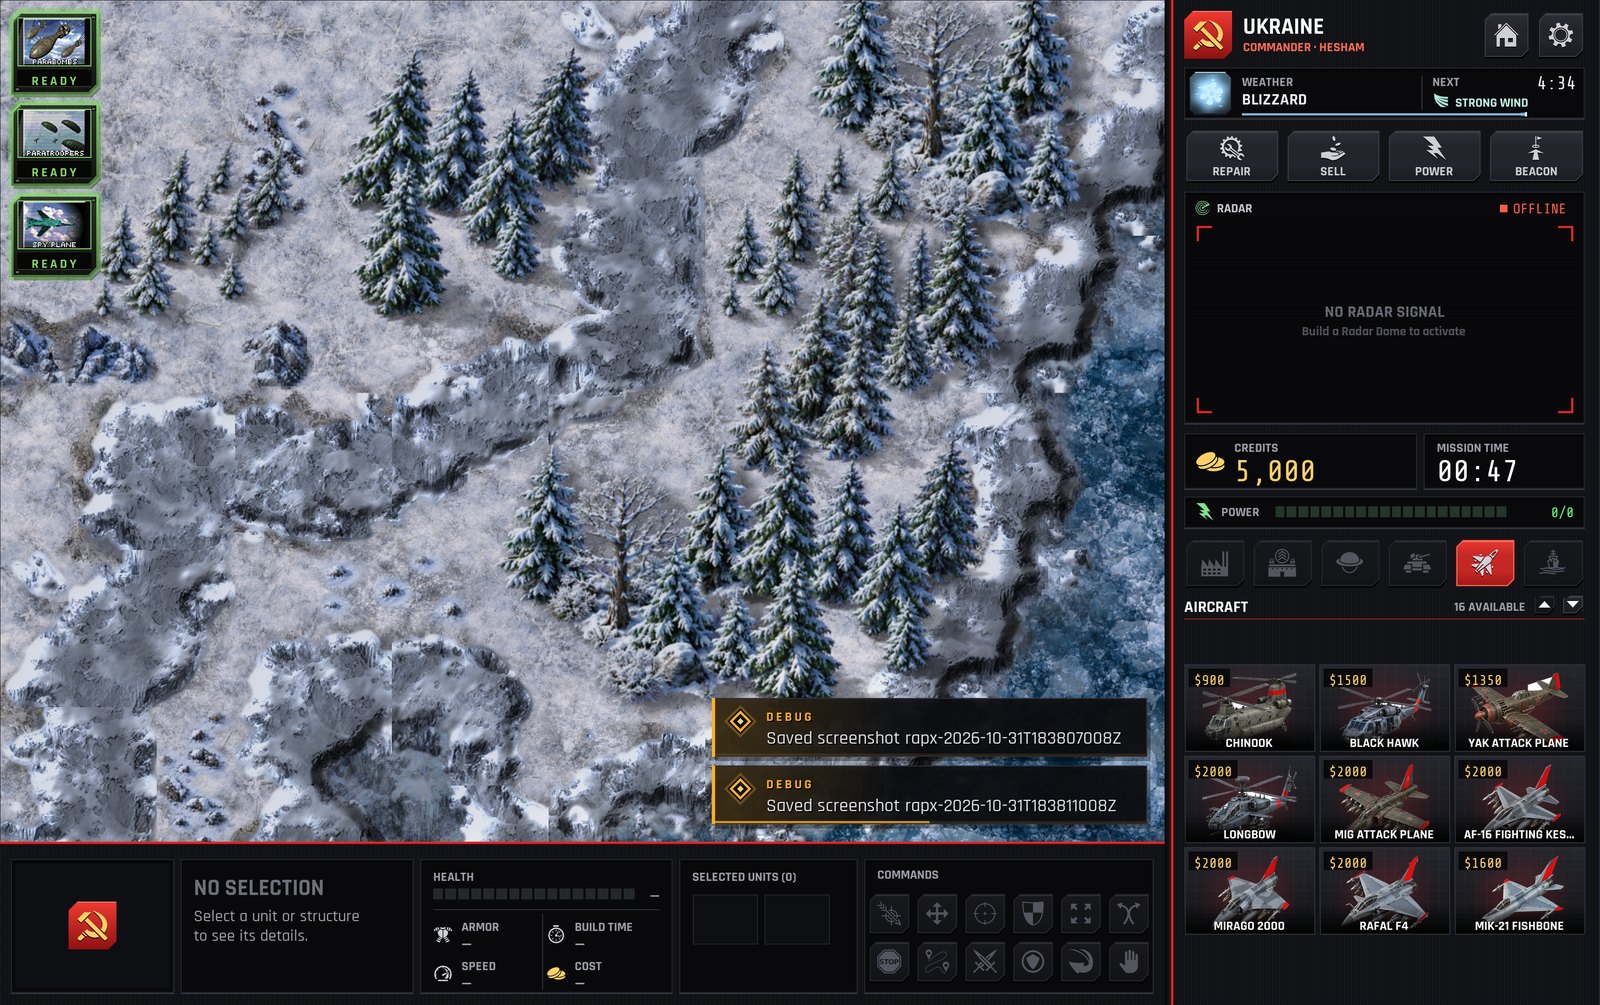 PARABOMBS
READY
PARATROOPERS
READY
SPY PLANE
READY
DEBUG
Saved screenshot rapx-2026-10-31T183807008Z
DEBUG
Saved screenshot rapx-2026-10-31T183811008Z
NO SELECTION
Select a unit or structure
to see its details.
HEALTH
—
ARMOR
—
BUILD TIME
—
SPEED
—
COST
—
SELECTED UNITS (0)
COMMANDS
STOP
UKRAINE
COMMANDER · HESHAM
WEATHER
BLIZZARD
NEXT
4:34
STRONG WIND
REPAIR
SELL
POWER
BEACON
RADAR
OFFLINE
NO RADAR SIGNAL
Build a Radar Dome to activate
CREDITS
5,000
MISSION TIME
00:47
POWER
0/0
AIRCRAFT
16 AVAILABLE
$900
CHINOOK
$1500
BLACK HAWK
$1350
YAK ATTACK PLANE
$2000
LONGBOW
$2000
MIG ATTACK PLANE
$2000
AF-16 FIGHTING KES...
$2000
MIRAGO 2000
$2000
RAFAL F4
$1600
MIK-21 FISHBONE